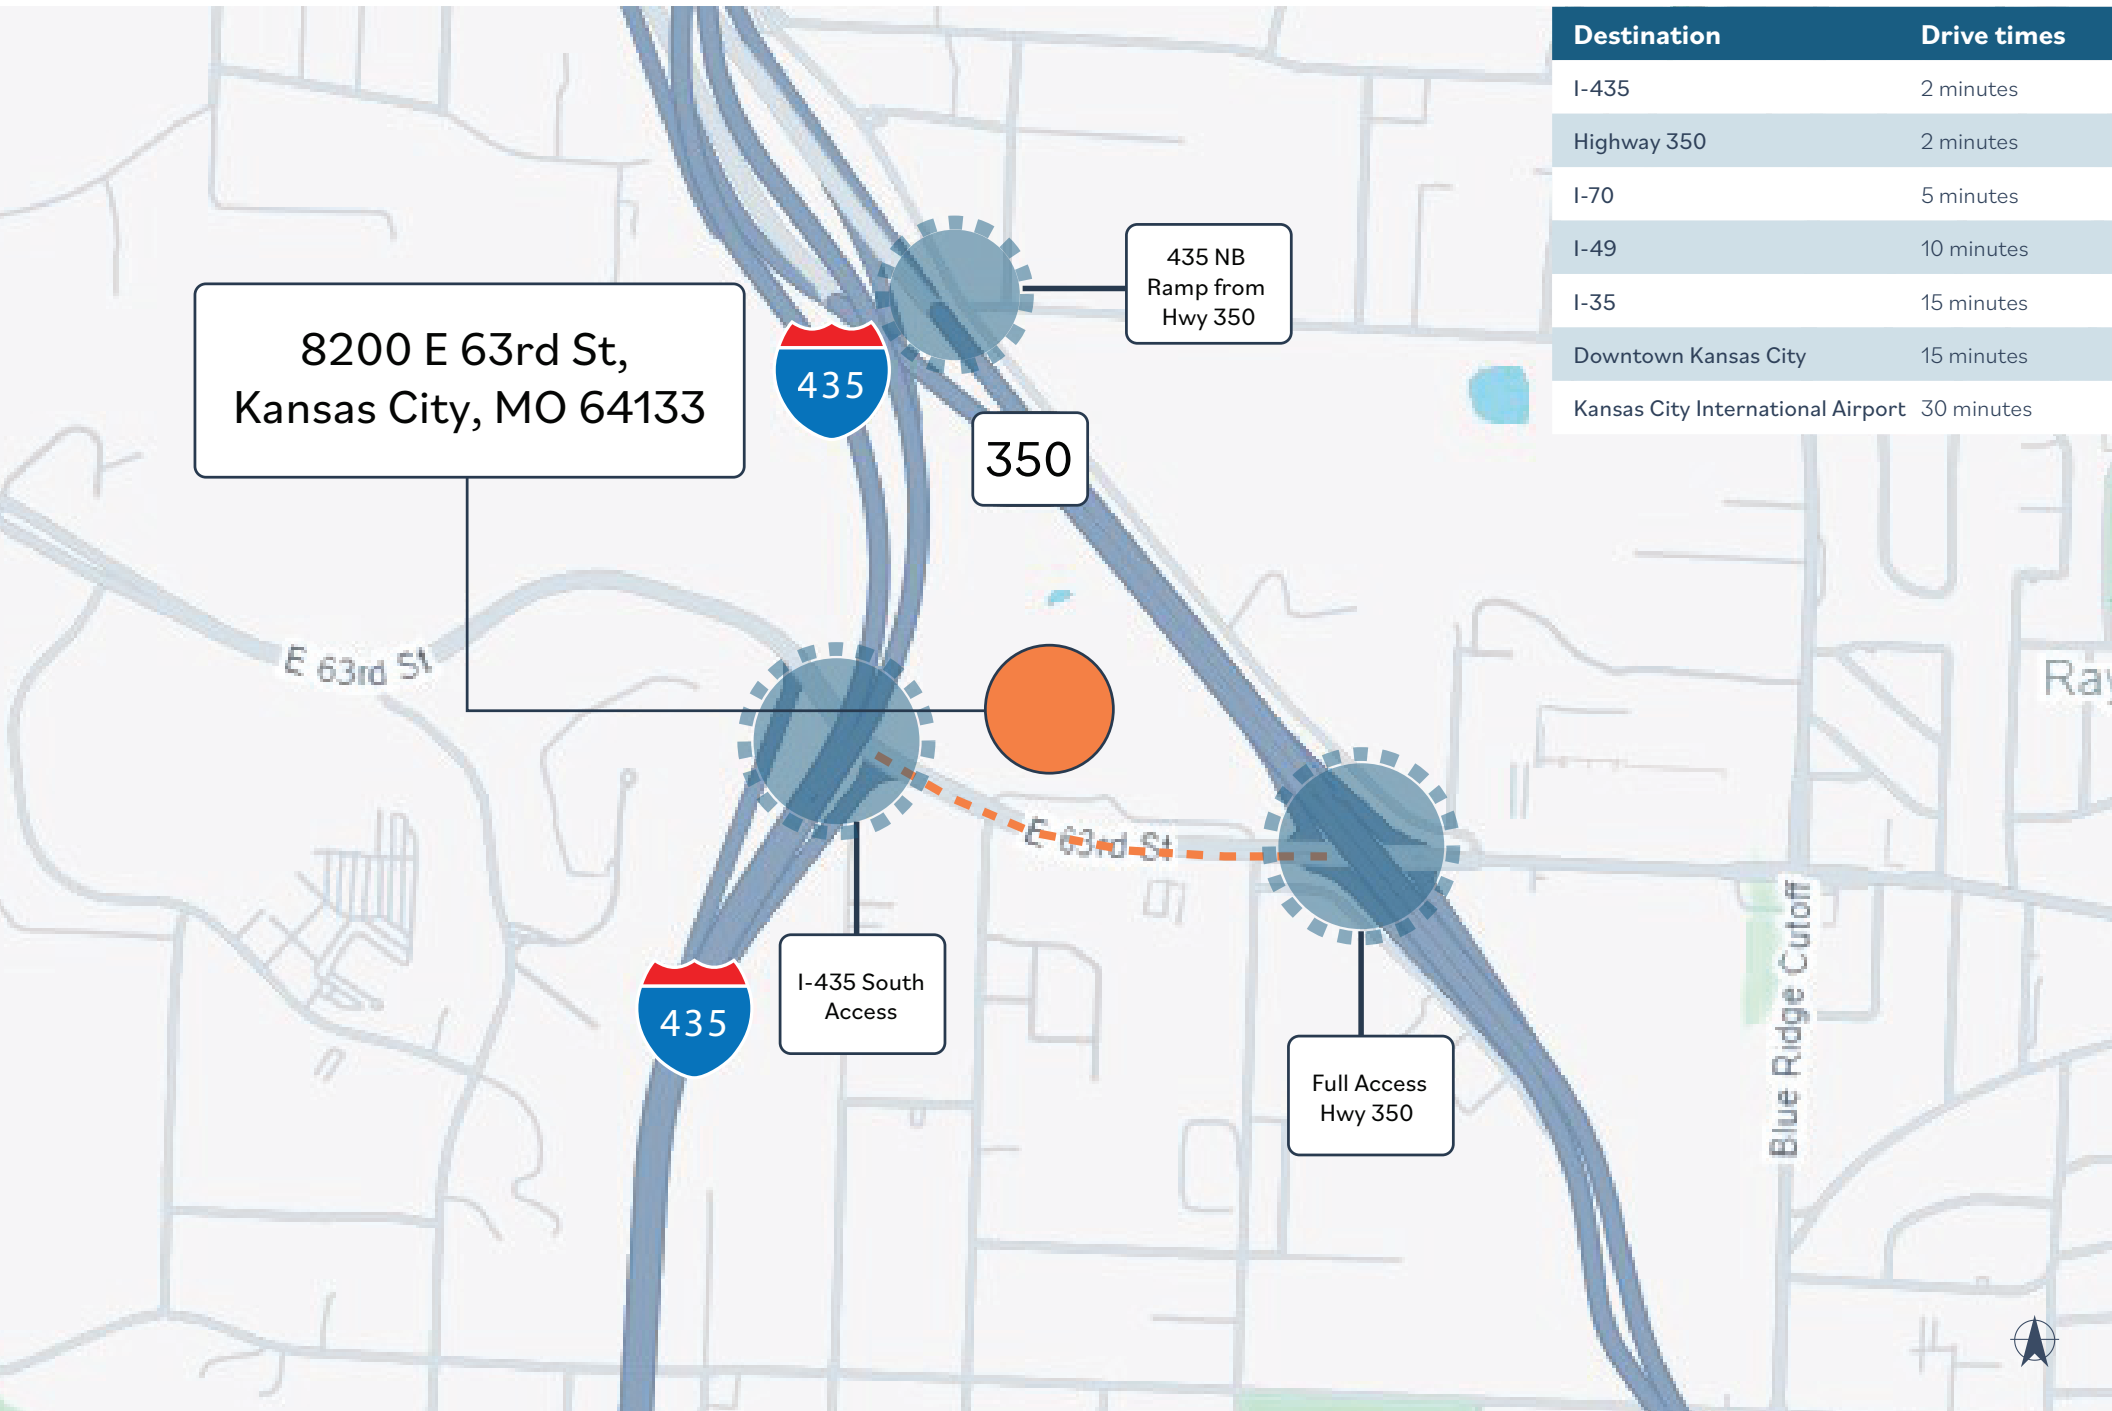 Destination Drive times
I-435 2 minutes
Highway 350 2 minutes
I-70 5 minutes
I-49 10 minutes
I-35 15 minutes
Downtown Kansas City 15 minutes
Kansas City International Airport 30 minutes
435 NB
Ramp from
Hwy 350
8200 E 63rd St,
Kansas City, MO 64133
435
350
E 63rd St
Ray
E 63rd St
Blue Ridge Cutoff
I-435 South
Access
435
Full Access
Hwy 350